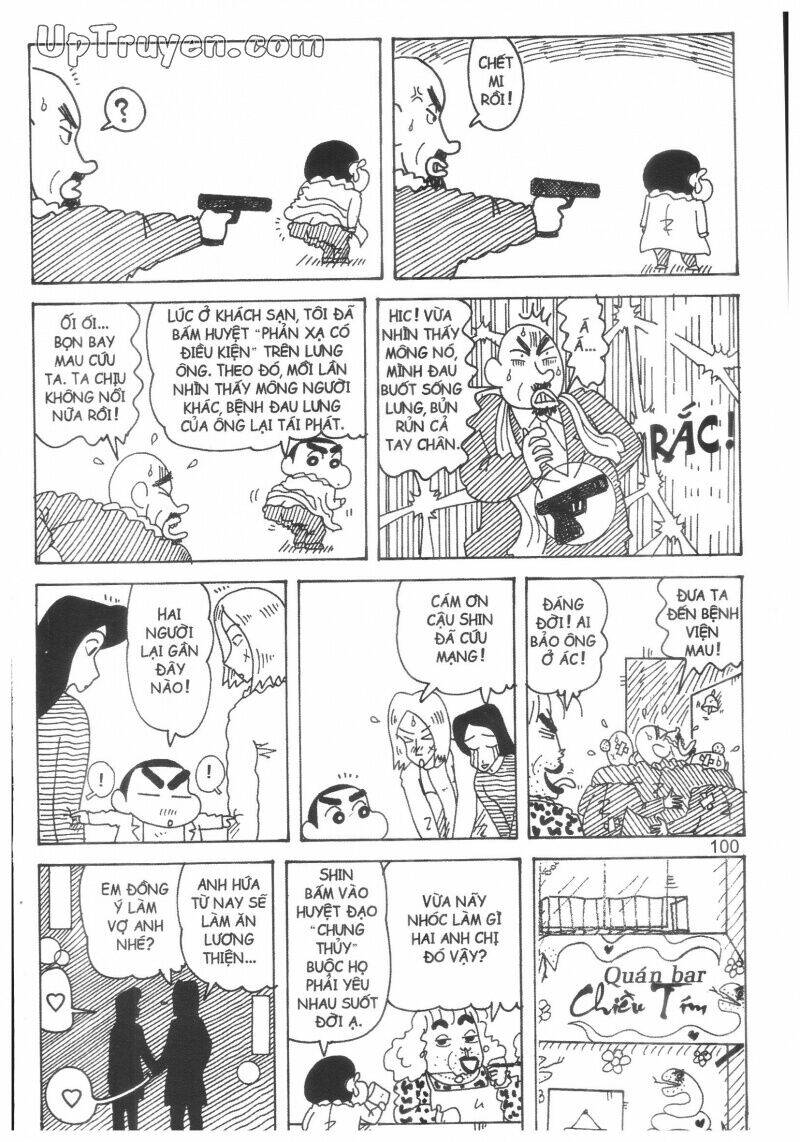 UpTruyen.com
CHẾT
MI
RỒI!
?
HIC! VỪA
NHÌN THẤY
MÔNG NÓ,
MÌNH ĐAU
BUỐT SỐNG
LƯNG, BỦN
RỦN CẢ
TAY CHÂN.
Á
Á...
RẮC!
LÚC Ở KHÁCH SẠN, TÔI ĐÃ
BẤM HUYỆT "PHẢN XẠ CÓ
ĐIỀU KIỆN" TRÊN LƯNG
ÔNG. THEO ĐÓ, MỖI LẦN
NHÌN THẤY MÔNG NGƯỜI
KHÁC, BỆNH ĐAU LƯNG
CỦA ÔNG LẠI TÁI PHÁT.
ỐI ỐI...
BỌN BAY
MAU CỨU
TA. TA CHỊU
KHÔNG NỔI
NỮA RỒI!
ĐƯA TA
ĐẾN BỆNH
VIỆN
MAU!
ĐÁNG
ĐỜI! AI
BẢO ÔNG
Ở ÁC!
CÁM ƠN
CẬU SHIN
ĐÃ CỨU
MẠNG!
HAI
NGƯỜI
LẠI GẦN
ĐÂY
NÀO!
!
!
100
Quán bar
Chiều Tím
VỪA NÃY
NHÓC LÀM GÌ
HAI ANH CHỊ
ĐÓ VẬY?
SHIN
BẤM VÀO
HUYỆT ĐẠO
"CHUNG
THỦY"
BUỘC HỌ
PHẢI YÊU
NHAU SUỐT
ĐỜI Ạ.
ANH HỨA
TỪ NAY SẼ
LÀM ĂN
LƯƠNG
THIỆN...
EM ĐỒNG
Ý LÀM
VỢ ANH
NHÉ?